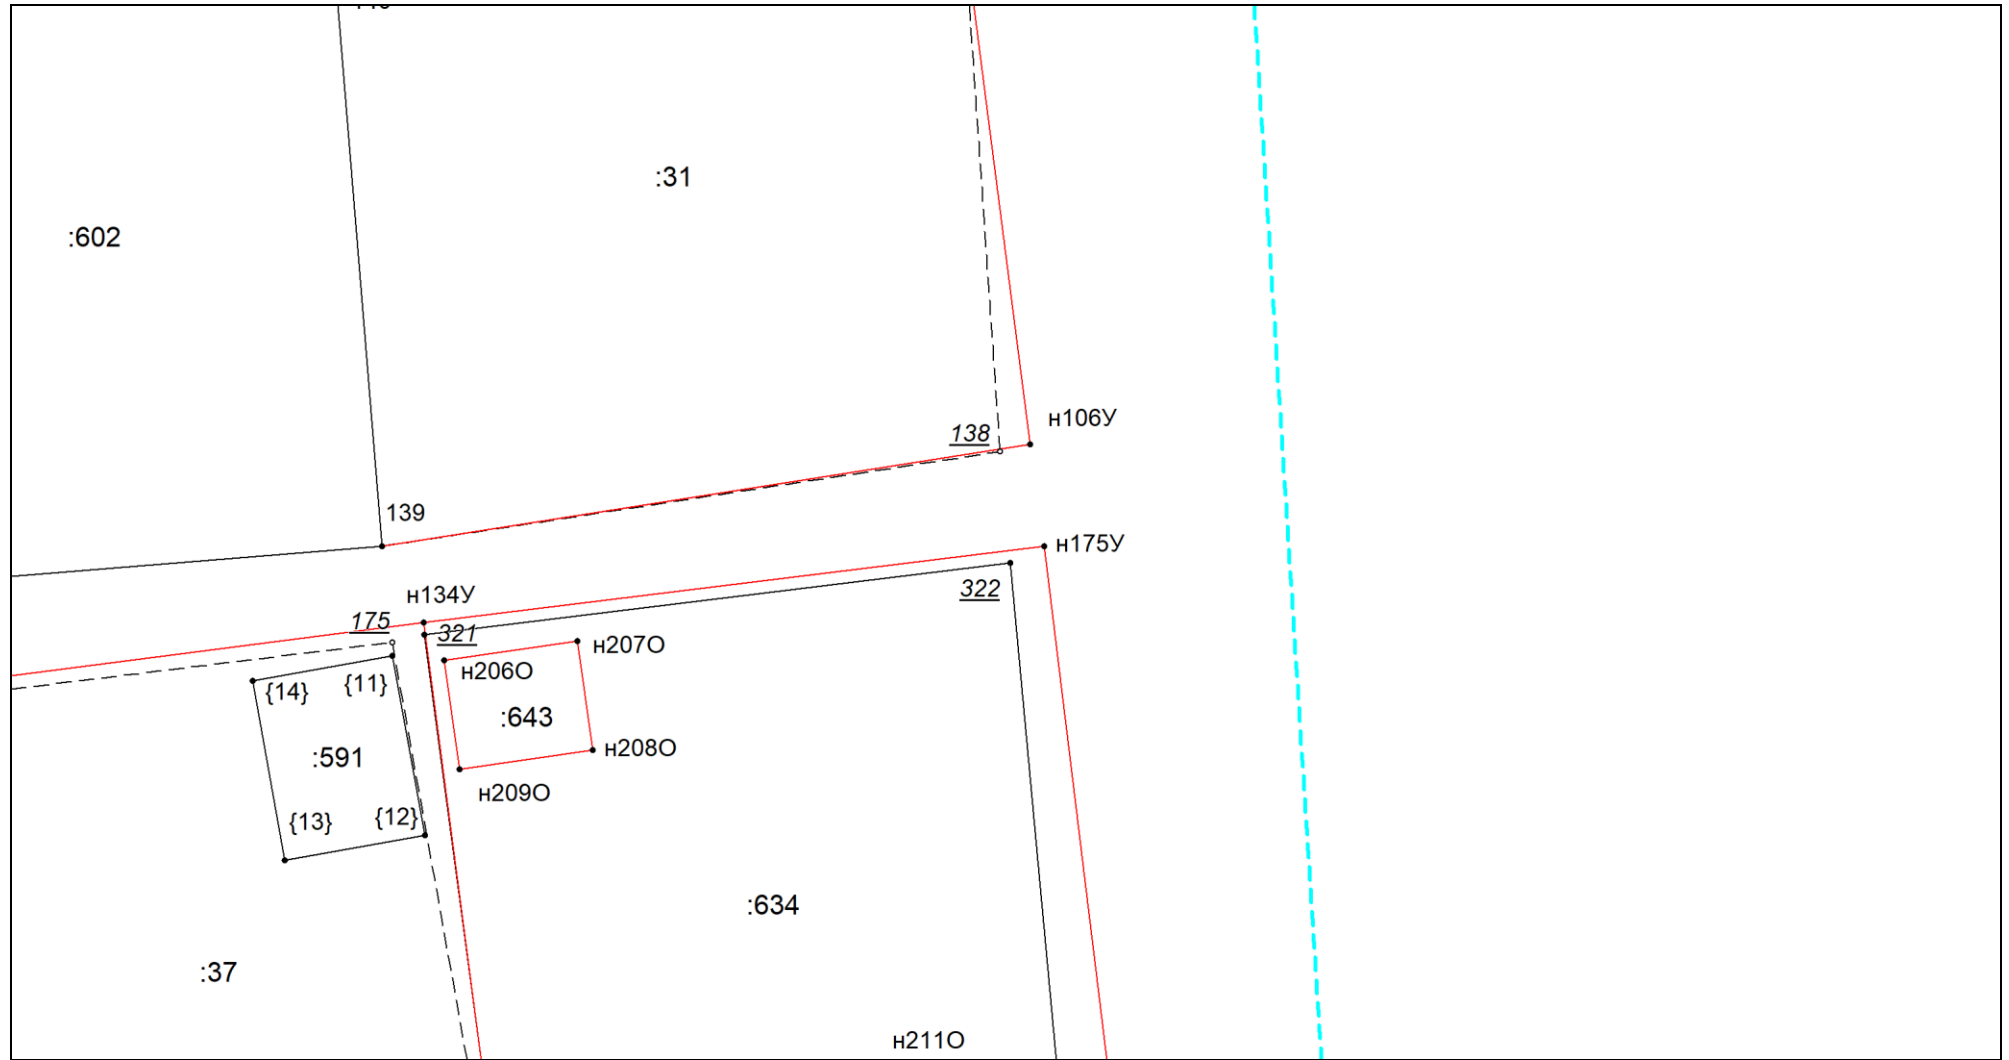 :31
:602
н106У
138
139
н175У
322
н134У
175
321
н207О
н206О
{14}
{11}
:643
н208О
:591
н209О
{13}
{12}
:634
:37
н211О